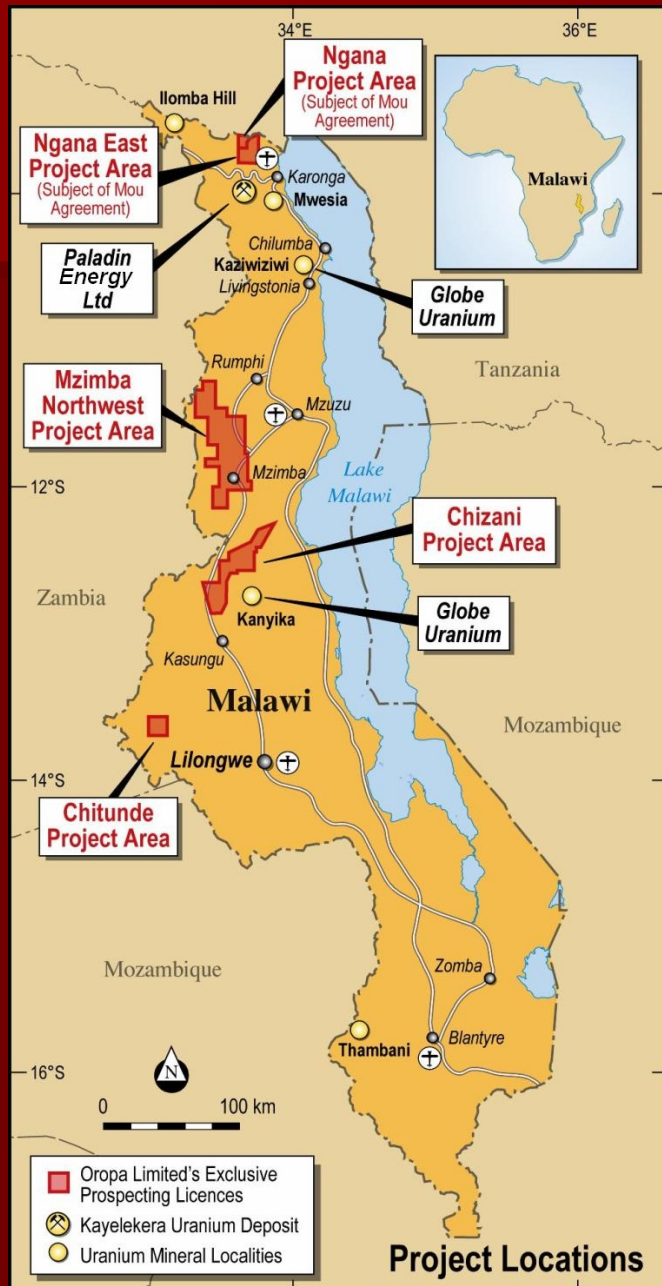 34°E
36°E
Ngana
Project Area
(Subject of Mou
Agreement)
Ilomba Hill
Ngana East
Project Area
(Subject of Mou
Agreement)
Malawi
Karonga
Mwesia
Paladin
Energy
Ltd
Chilumba
Kaziwiziwi
Livingstonia
Globe
Uranium
Tanzania
Rumphi
Mzimba
Northwest
Project Area
Mzuzu
Mzimba
Lake
Malawi
12°S
Chizani
Project Area
Zambia
Kanyika
Globe
Uranium
Kasungu
Malawi
Mozambique
Lilongwe
14°S
Chitunde
Project Area
Mozambique
Zomba
Thambani
Blantyre
16°S
N
0 100 km
Oropa Limited's Exclusive
Prospecting Licences
Kayelekera Uranium Deposit
Uranium Mineral Localities
Project Locations